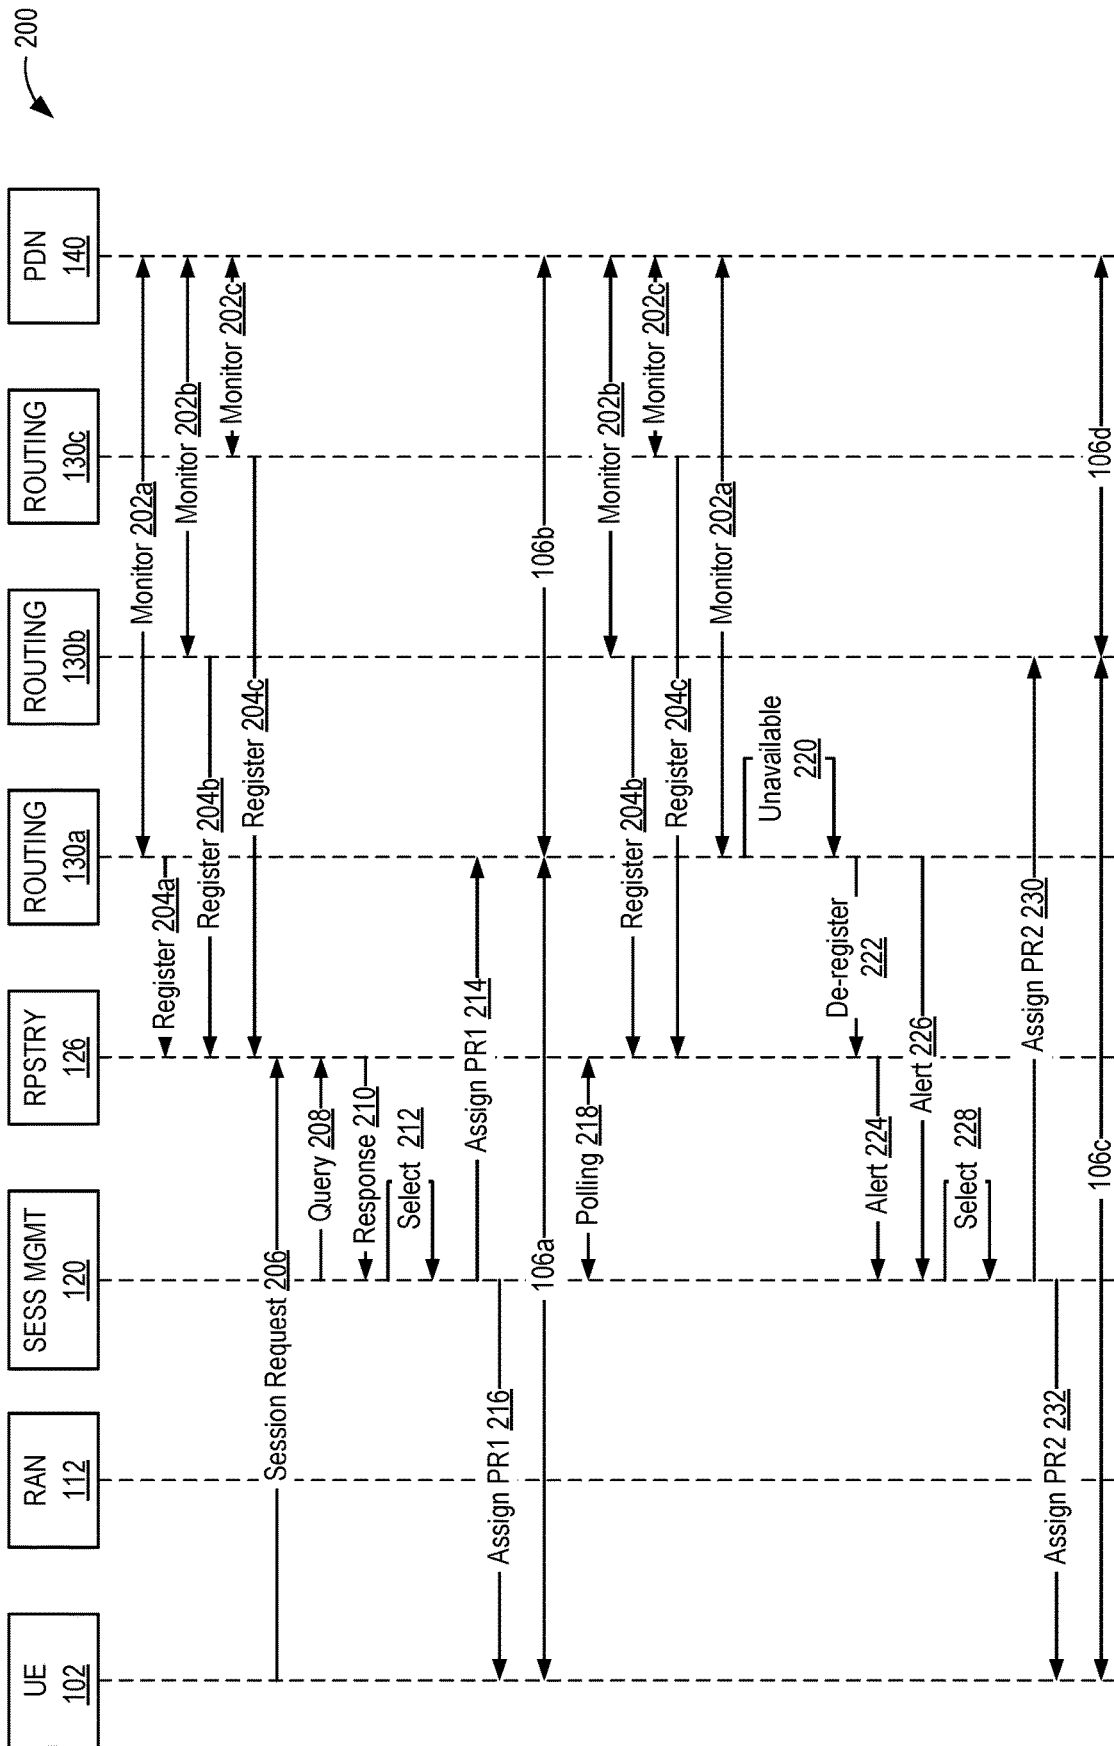 200
UE
102
RAN
112
SESS MGMT
120
RPSTRY
126
ROUTING
130a
ROUTING
130b
ROUTING
130c
PDN
140
Monitor 202a
Register 204a
Monitor 202b
Register 204b
Monitor 202c
Register 204c
Session Request 206
Query 208
Response 210
Select 212
Assign PR1 214
Assign PR1 216
106a
106b
Polling 218
Monitor 202b
Register 204b
Monitor 202c
Register 204c
Monitor 202a
Unavailable
220
De-register
222
Alert 224
Alert 226
Select 228
Assign PR2 230
Assign PR2 232
106c
106d